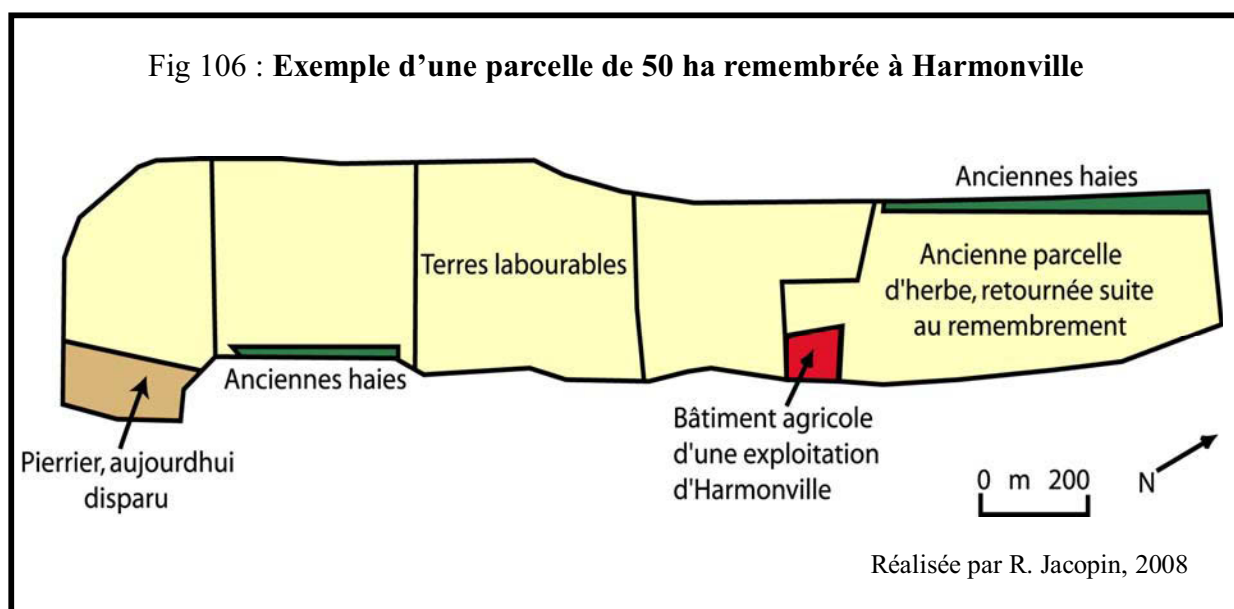 Fig 106 : Exemple d’une parcelle de 50 ha remembrée à Harmonville
Anciennes haies
Terres labourables
Ancienne parcelle
d'herbe, retournée suite
au remembrement
Anciennes haies
Pierrier, aujourdhui
disparu
Bâtiment agricole
d'une exploitation
d'Harmonville
0 m 200
N
Réalisée par R. Jacopin, 2008